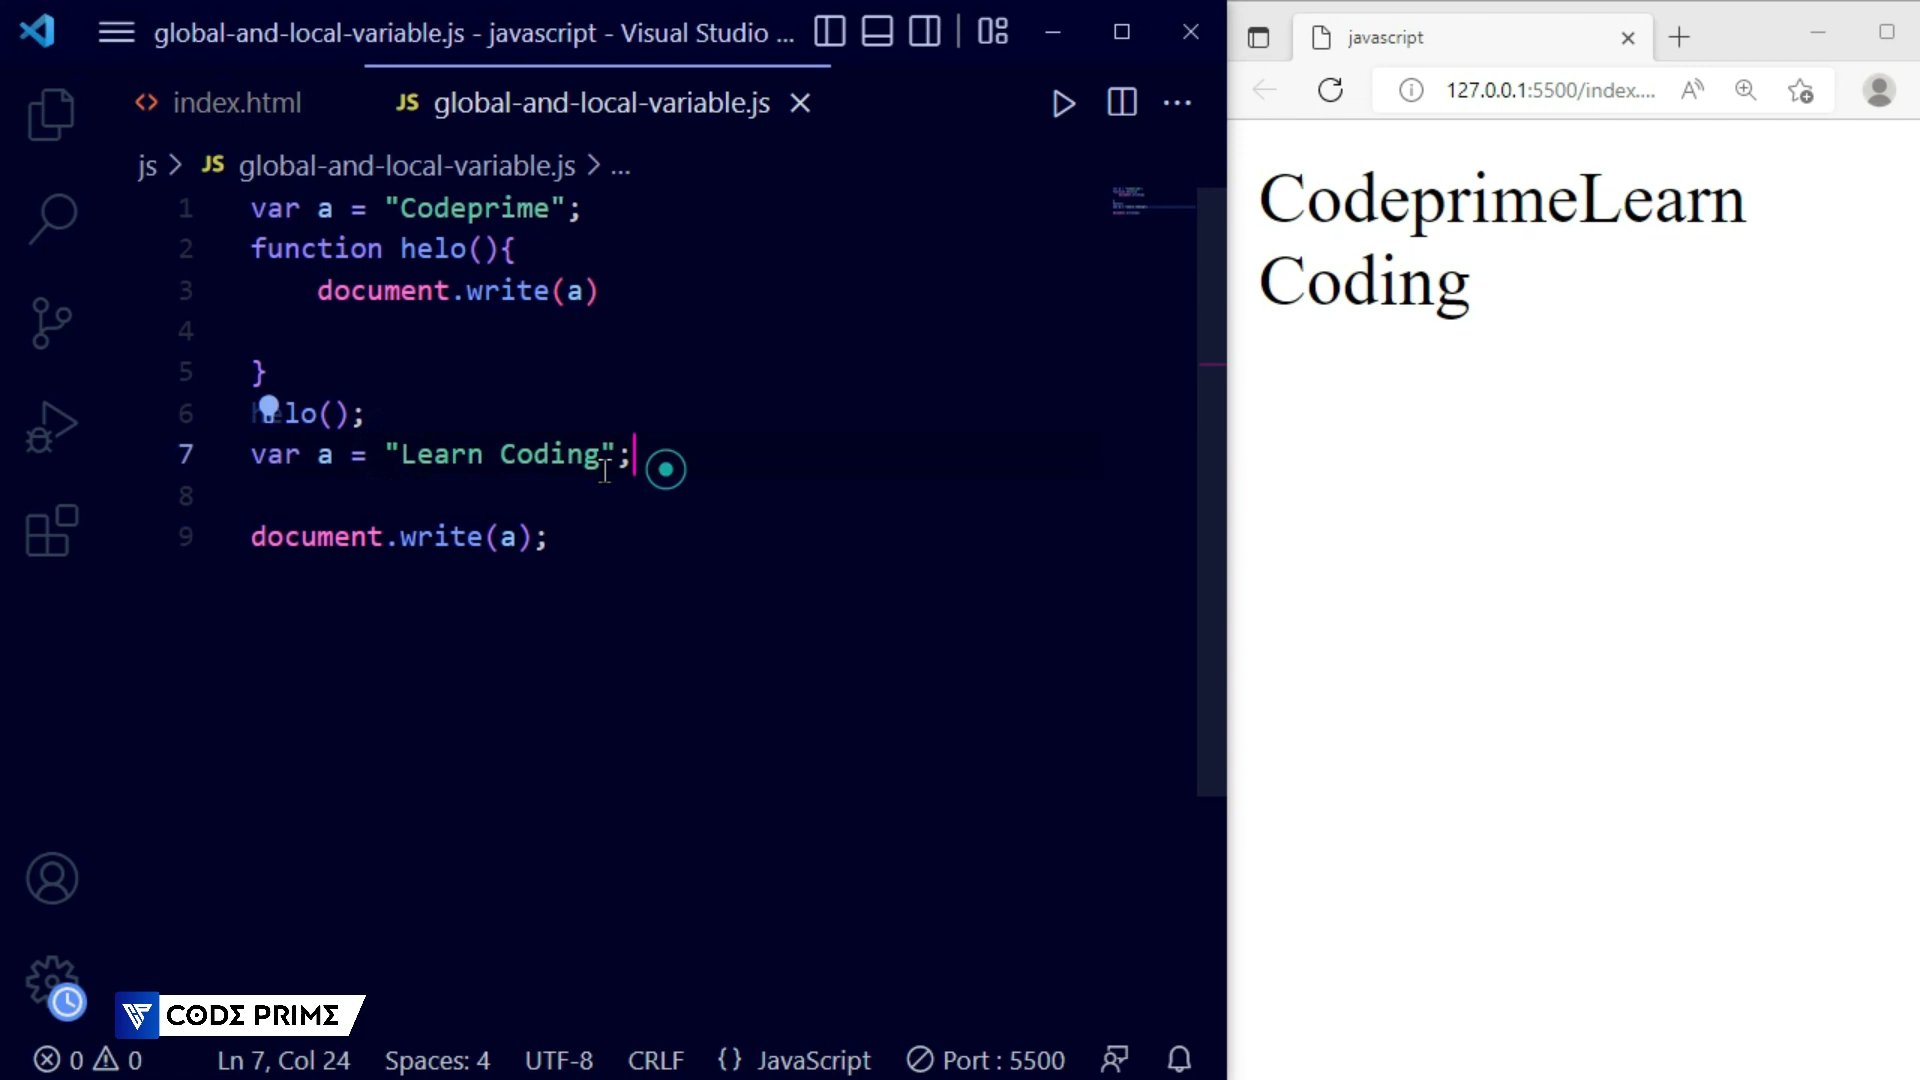 global-and-local-variable.js - javascript - Visual Studio ...
index.html
JS global-and-local-variable.js
js > JS global-and-local-variable.js > ...
1 var a = "Codeprime";
2 function helo(){
3 document.write(a)
4
5 }
6 helo();
7 var a = "Learn Coding";
8
9 document.write(a);
CODΣ PRIMΣ
0 0 Ln 7, Col 24 Spaces: 4 UTF-8 CRLF {} JavaScript Port : 5500
javascript
127.0.0.1:5500/index....
CodeprimeLearn
Coding